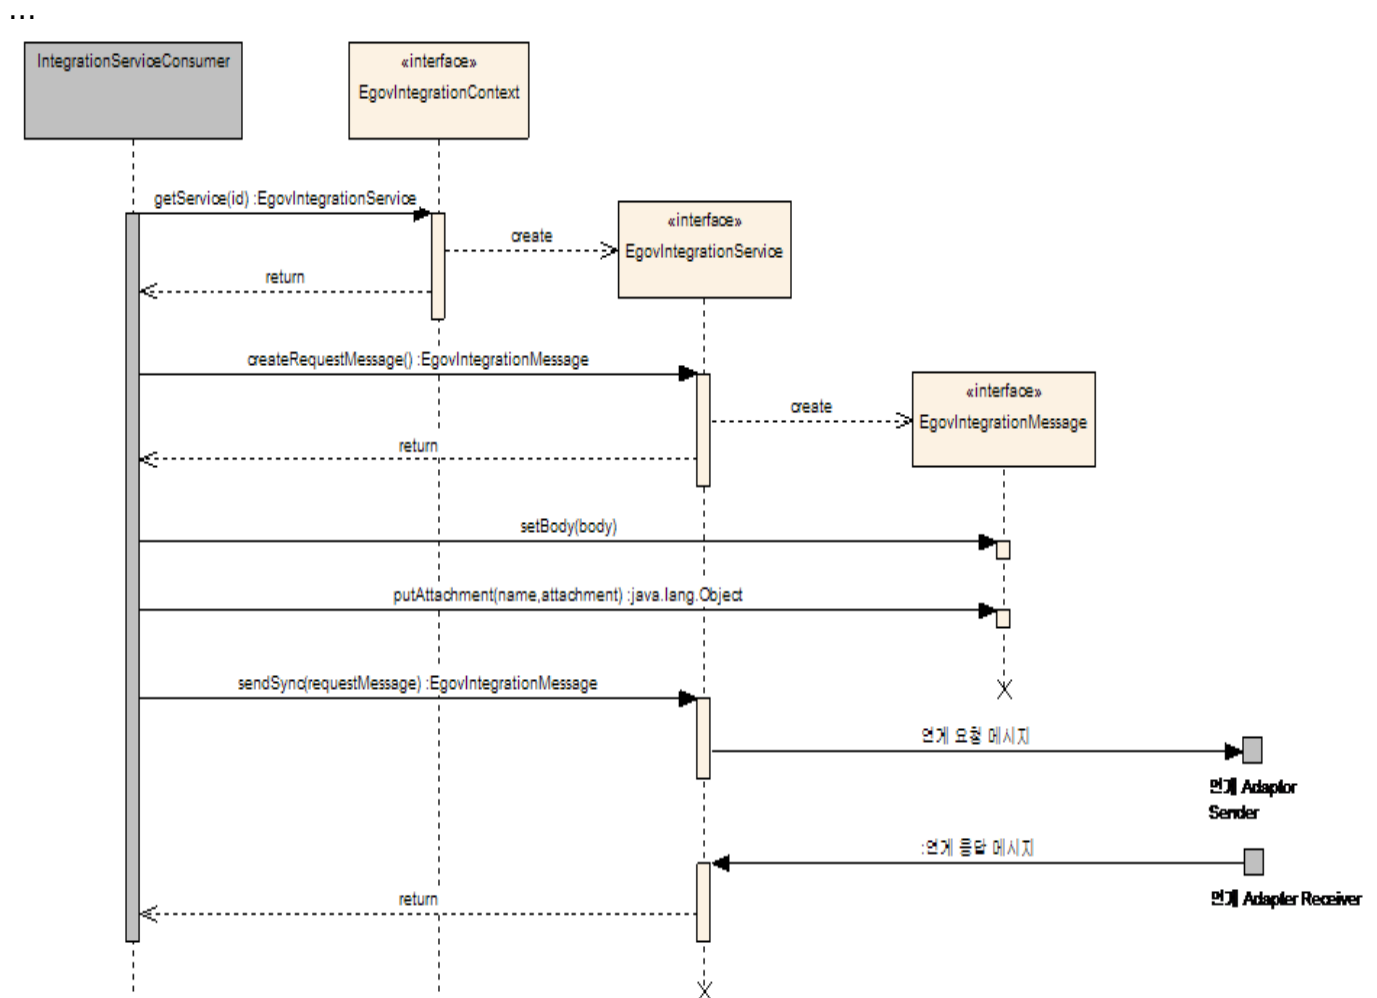 ...
IntegrationServiceConsumer
«interface»
EgovIntegrationContext
getService(id) :EgovIntegrationService
«interface»
EgovIntegrationService
create
return
createRequestMessage() :EgovIntegrationMessage
«interface»
EgovIntegrationMessage
create
return
setBody(body)
putAttachment(name,attachment) :java.lang.Object
sendSync(requestMessage) :EgovIntegrationMessage
연계 요청 메시지
연계 Adaptor
Sender
:연계 응답 메시지
연계 Adapter Receiver
return